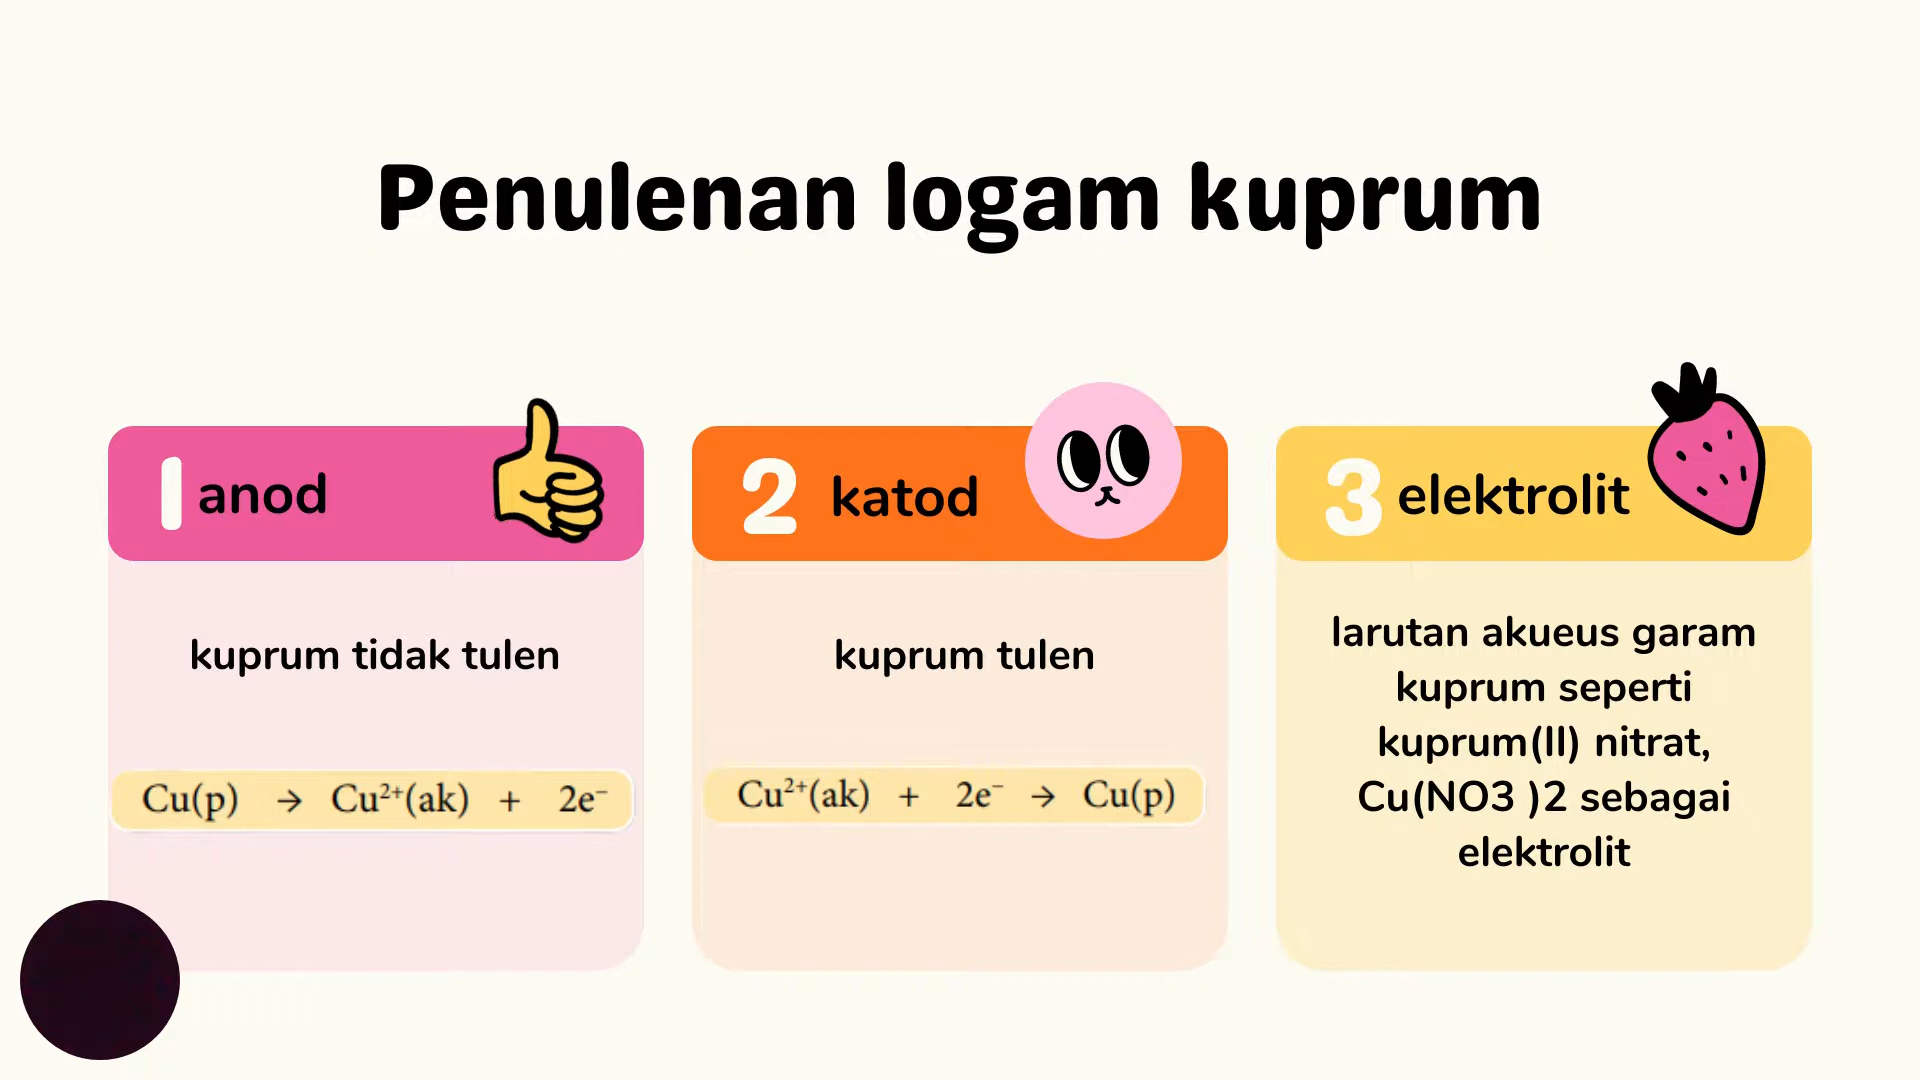 Penulenan logam kuprum
1 anod
kuprum tidak tulen
Cu(p) → Cu²⁺(ak) + 2e⁻
2 katod
kuprum tulen
Cu²⁺(ak) + 2e⁻ → Cu(p)
3 elektrolit
larutan akueus garam
kuprum seperti
kuprum(II) nitrat,
Cu(NO3 )2 sebagai
elektrolit